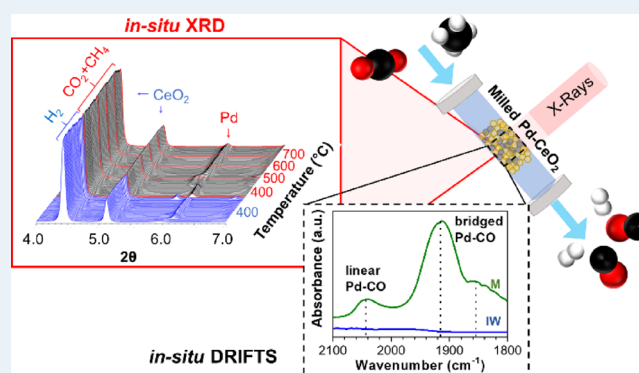 in-situ XRD
H2
CO2+CH4
CeO2
Pd
700
600
500
400
400
Temperature (°C)
4.0 5.0 6.0 7.0
2θ
X-Rays
Milled Pd-CeO2
Absorbance (a.u.)
bridged
Pd-CO
linear
Pd-CO
M
IW
2100 2000 1900 1800
Wavenumber (cm-1)
in-situ DRIFTS